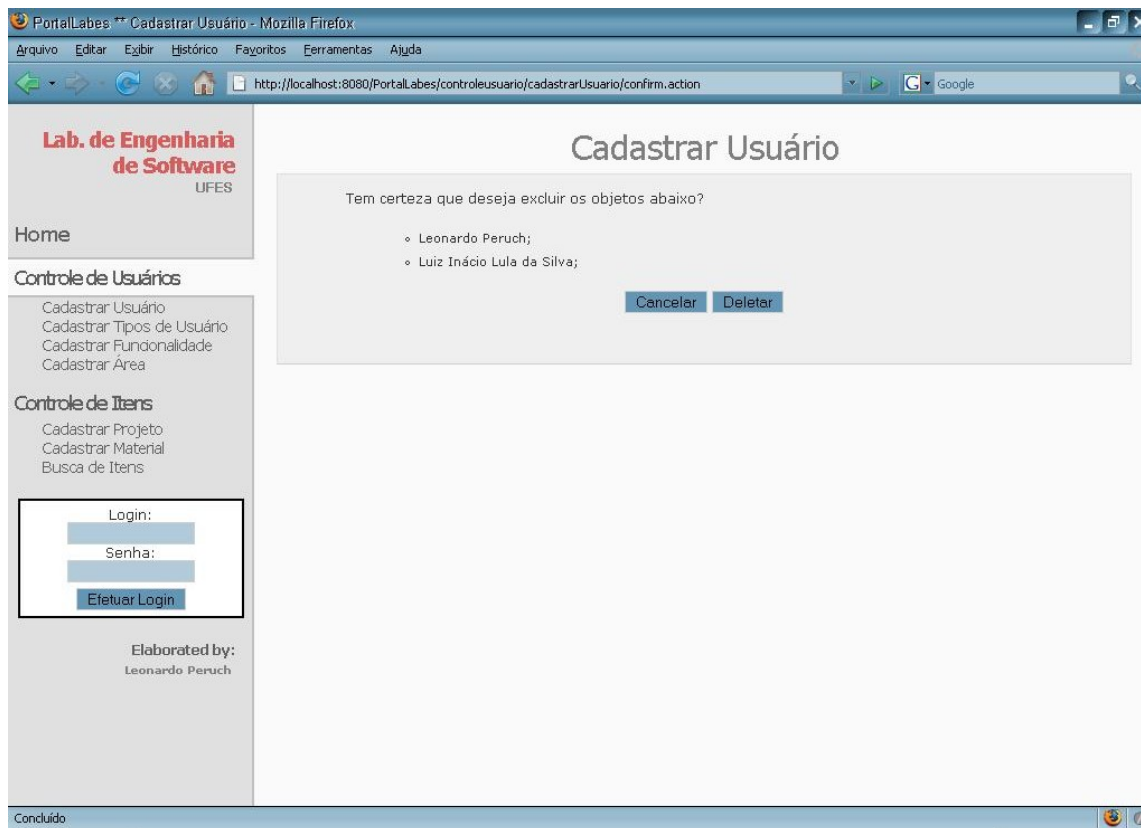 PortalLabes ** Cadastrar Usuário - Mozilla Firefox
Arquivo Editar Exibir Histórico Favoritos Ferramentas Ajuda
http://localhost:8080/PortalLabes/controleusuario/cadastrarUsuario/confirm.action
G Google
Lab. de Engenharia
de Software
UFES
Home
Controle de Usuários
Cadastrar Usuário
Cadastrar Tipos de Usuário
Cadastrar Funcionalidade
Cadastrar Área
Controle de Itens
Cadastrar Projeto
Cadastrar Material
Busca de Itens
Login:
Senha:
Efetuar Login
Elaborated by:
Leonardo Peruch
Cadastrar Usuário
Tem certeza que deseja excluir os objetos abaixo?
Leonardo Peruch;
Luiz Inácio Lula da Silva;
Cancelar Deletar
Concluído